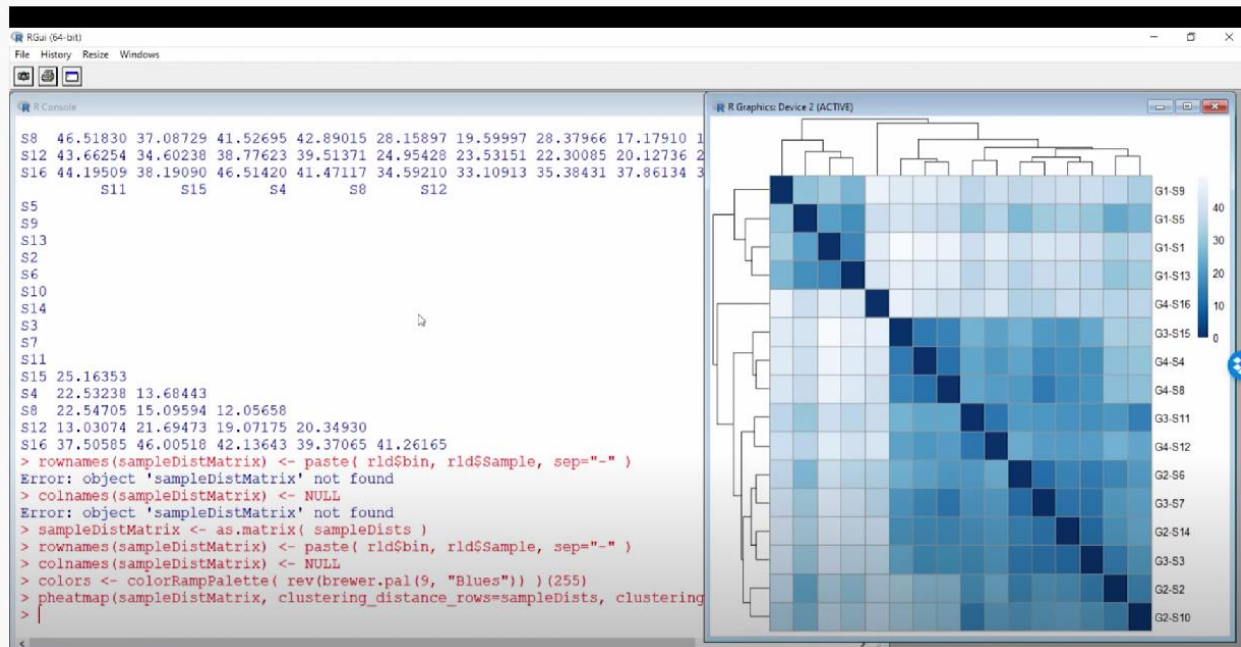 RGui (64-bit)
File History Resize Windows
R Console
S8 46.51830 37.08729 41.52695 42.89015 28.15897 19.59997 28.37966 17.17910 1
S12 43.66254 34.60238 38.77623 39.51371 24.95428 23.53151 22.30085 20.12736 2
S16 44.19509 38.19090 46.51420 41.47117 34.59210 33.10913 35.38431 37.86134 3
S11 S15 S4 S8 S12
S5
S9
S13
S2
S6
S10
S14
S3
S7
S11
S15 25.16353
S4 22.53238 13.68443
S8 22.54705 15.09594 12.05658
S12 13.03074 21.69473 19.07175 20.34930
S16 37.50585 46.00518 42.13643 39.37065 41.26165
> rownames(sampleDistMatrix) <- paste( rld$bin, rld$Sample, sep="-" )
Error: object 'sampleDistMatrix' not found
> colnames(sampleDistMatrix) <- NULL
Error: object 'sampleDistMatrix' not found
> sampleDistMatrix <- as.matrix( sampleDists )
> rownames(sampleDistMatrix) <- paste( rld$bin, rld$Sample, sep="-" )
> colnames(sampleDistMatrix) <- NULL
> colors <- colorRampPalette( rev(brewer.pal(9, "Blues")) )(255)
> pheatmap(sampleDistMatrix, clustering_distance_rows=sampleDists, clustering
>
R Graphics: Device 2 (ACTIVE)
G1-S9
G1-S5
G1-S1
G1-S13
G4-S16
G3-S15
G4-S4
G4-S8
G3-S11
G4-S12
G2-S6
G3-S7
G2-S14
G3-S3
G2-S2
G2-S10
40
30
20
10
0